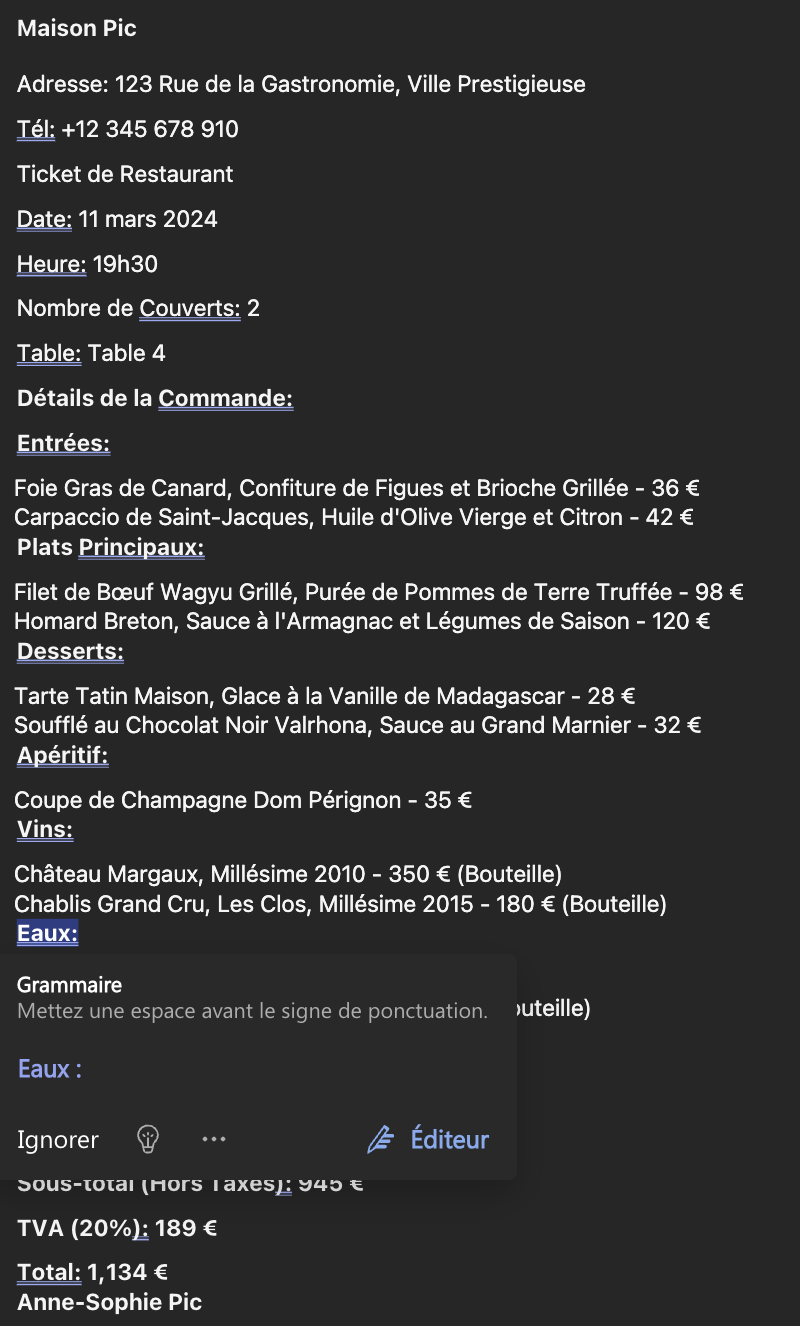 Maison Pic
Adresse: 123 Rue de la Gastronomie, Ville Prestigieuse
Tél: +12 345 678 910
Ticket de Restaurant
Date: 11 mars 2024
Heure: 19h30
Nombre de Couverts: 2
Table: Table 4
Détails de la Commande:
Entrées:
Foie Gras de Canard, Confiture de Figues et Brioche Grillée - 36 €
Carpaccio de Saint-Jacques, Huile d'Olive Vierge et Citron - 42 €
Plats Principaux:
Filet de Bœuf Wagyu Grillé, Purée de Pommes de Terre Truffée - 98 €
Homard Breton, Sauce à l'Armagnac et Légumes de Saison - 120 €
Desserts:
Tarte Tatin Maison, Glace à la Vanille de Madagascar - 28 €
Soufflé au Chocolat Noir Valrhona, Sauce au Grand Marnier - 32 €
Apéritif:
Coupe de Champagne Dom Pérignon - 35 €
Vins:
Château Margaux, Millésime 2010 - 350 € (Bouteille)
Chablis Grand Cru, Les Clos, Millésime 2015 - 180 € (Bouteille)
Eaux:
Grammaire
Mettez une espace avant le signe de ponctuation.
outeille)
Eaux :
Ignorer
Éditeur
Sous-total (Hors Taxes): 945 €
TVA (20%): 189 €
Total: 1,134 €
Anne-Sophie Pic